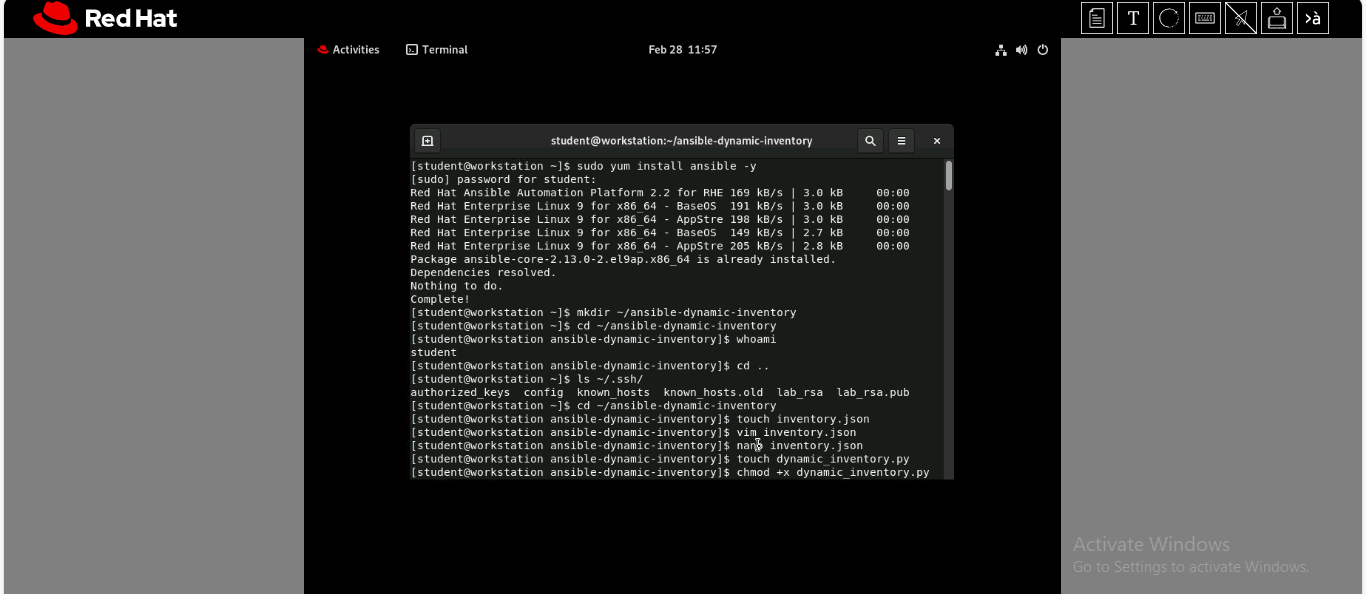 Red Hat
T
>à
Activities
Terminal
Feb 28 11:57
student@workstation:~/ansible-dynamic-inventory
[student@workstation ~]$ sudo yum install ansible -y
[sudo] password for student:
Red Hat Ansible Automation Platform 2.2 for RHE 169 kB/s | 3.0 kB     00:00
Red Hat Enterprise Linux 9 for x86_64 - BaseOS  191 kB/s | 3.0 kB     00:00
Red Hat Enterprise Linux 9 for x86_64 - AppStre 198 kB/s | 3.0 kB     00:00
Red Hat Enterprise Linux 9 for x86_64 - BaseOS  149 kB/s | 2.7 kB     00:00
Red Hat Enterprise Linux 9 for x86_64 - AppStre 205 kB/s | 2.8 kB     00:00
Package ansible-core-2.13.0-2.el9ap.x86_64 is already installed.
Dependencies resolved.
Nothing to do.
Complete!
[student@workstation ~]$ mkdir ~/ansible-dynamic-inventory
[student@workstation ~]$ cd ~/ansible-dynamic-inventory
[student@workstation ansible-dynamic-inventory]$ whoami
student
[student@workstation ansible-dynamic-inventory]$ cd ..
[student@workstation ~]$ ls ~/.ssh/
authorized_keys  config  known_hosts  known_hosts.old  lab_rsa  lab_rsa.pub
[student@workstation ~]$ cd ~/ansible-dynamic-inventory
[student@workstation ansible-dynamic-inventory]$ touch inventory.json
[student@workstation ansible-dynamic-inventory]$ vim inventory.json
[student@workstation ansible-dynamic-inventory]$ nano inventory.json
[student@workstation ansible-dynamic-inventory]$ touch dynamic_inventory.py
[student@workstation ansible-dynamic-inventory]$ chmod +x dynamic_inventory.py
Activate Windows
Go to Settings to activate Windows.